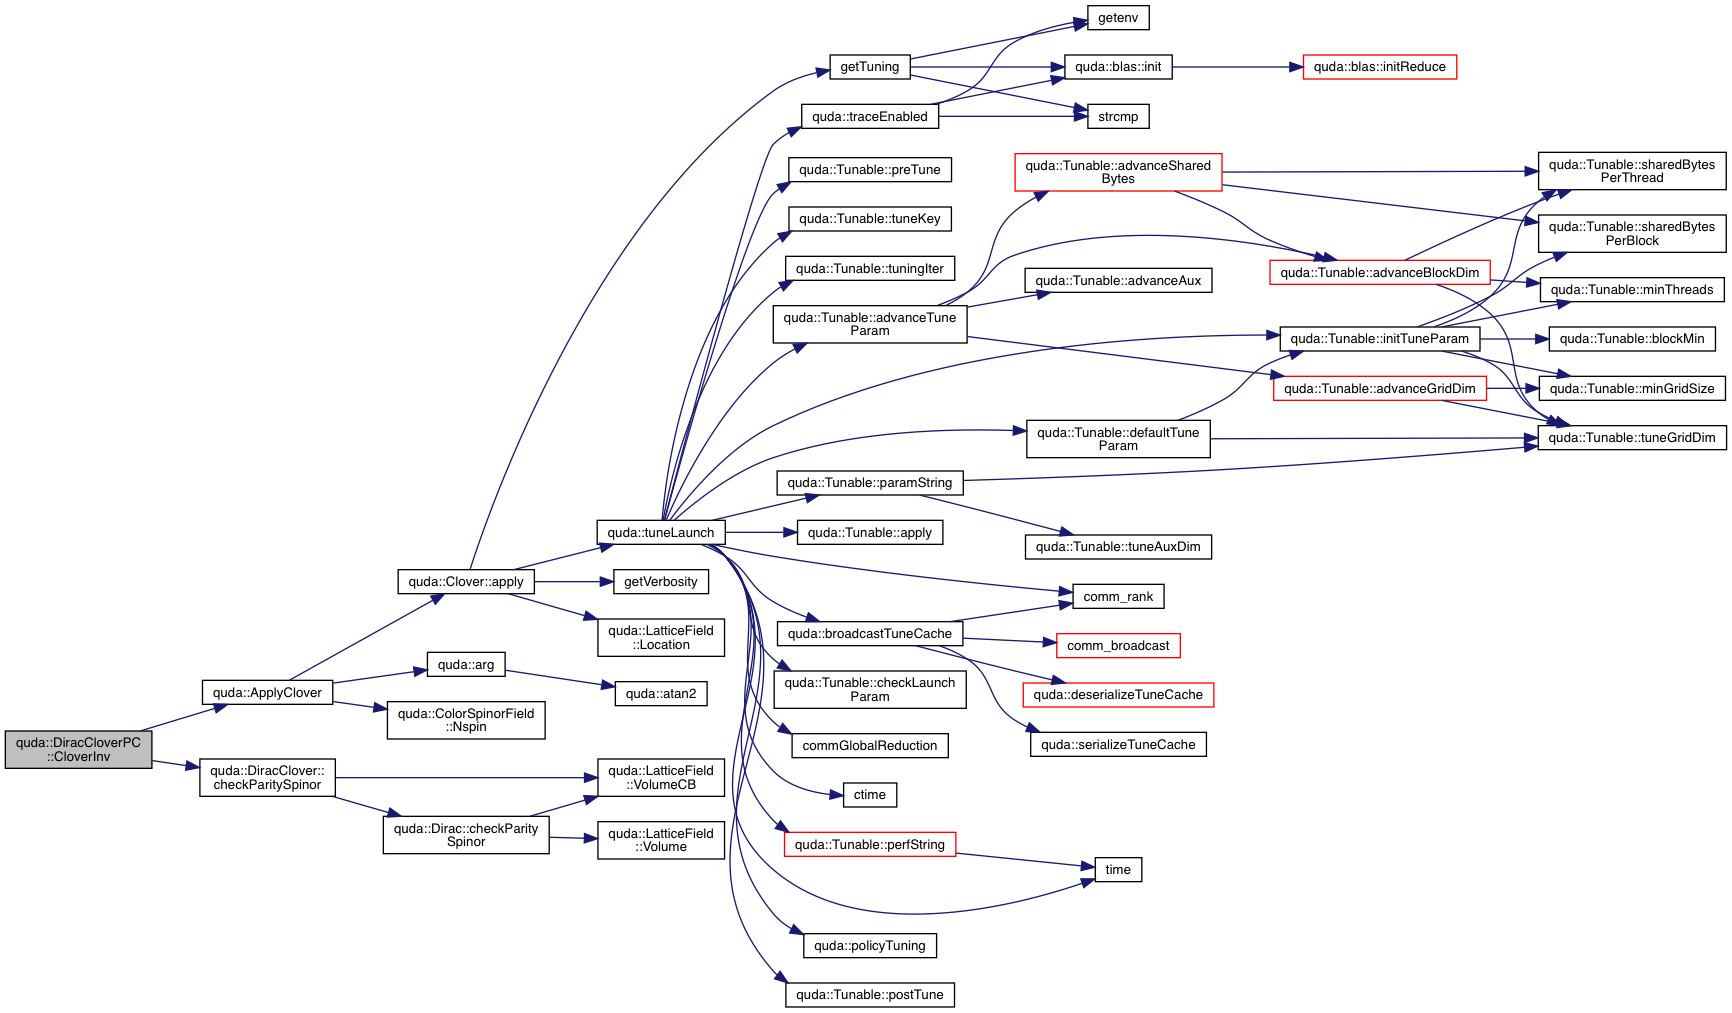 quda::DiracCloverPC
::CloverInv
quda::ApplyClover
quda::DiracClover::
checkParitySpinor
quda::Clover::apply
quda::arg
quda::ColorSpinorField
::Nspin
quda::Dirac::checkParity
Spinor
quda::tuneLaunch
getVerbosity
quda::LatticeField
::Location
quda::atan2
quda::LatticeField
::VolumeCB
quda::LatticeField
::Volume
getTuning
quda::traceEnabled
quda::Tunable::preTune
quda::Tunable::tuneKey
quda::Tunable::tuningIter
quda::Tunable::advanceTune
Param
quda::Tunable::paramString
quda::Tunable::apply
quda::broadcastTuneCache
quda::Tunable::checkLaunch
Param
commGlobalReduction
ctime
quda::Tunable::perfString
quda::policyTuning
quda::Tunable::postTune
getenv
quda::blas::init
strcmp
quda::Tunable::advanceShared
Bytes
quda::Tunable::advanceAux
quda::Tunable::defaultTune
Param
quda::Tunable::tuneAuxDim
comm_rank
comm_broadcast
quda::deserializeTuneCache
quda::serializeTuneCache
time
quda::blas::initReduce
quda::Tunable::advanceBlockDim
quda::Tunable::initTuneParam
quda::Tunable::advanceGridDim
quda::Tunable::sharedBytes
PerThread
quda::Tunable::sharedBytes
PerBlock
quda::Tunable::minThreads
quda::Tunable::blockMin
quda::Tunable::minGridSize
quda::Tunable::tuneGridDim